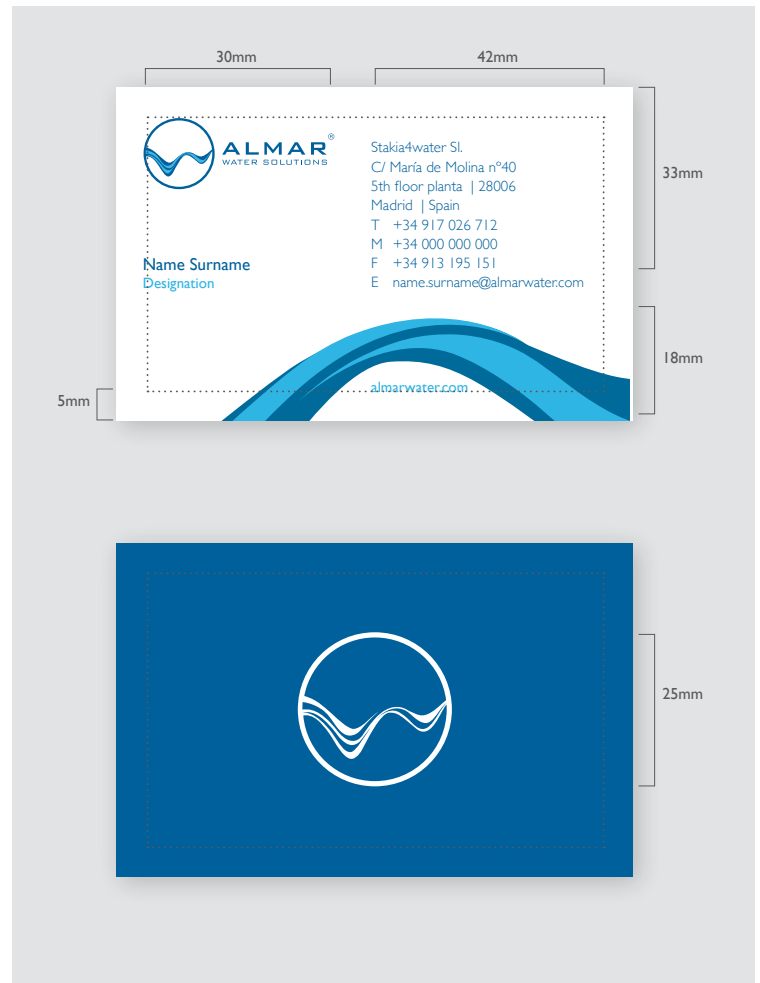 30mm
42mm
ALMAR®
WATER SOLUTIONS
Stakia4water Sl.
C/ María de Molina nº40
5th floor planta | 28006
Madrid | Spain
T +34 917 026 712
M +34 000 000 000
F +34 913 195 151
E name.surname@almarwater.com
Name Surname
Designation
almarwater.com
33mm
18mm
5mm
25mm